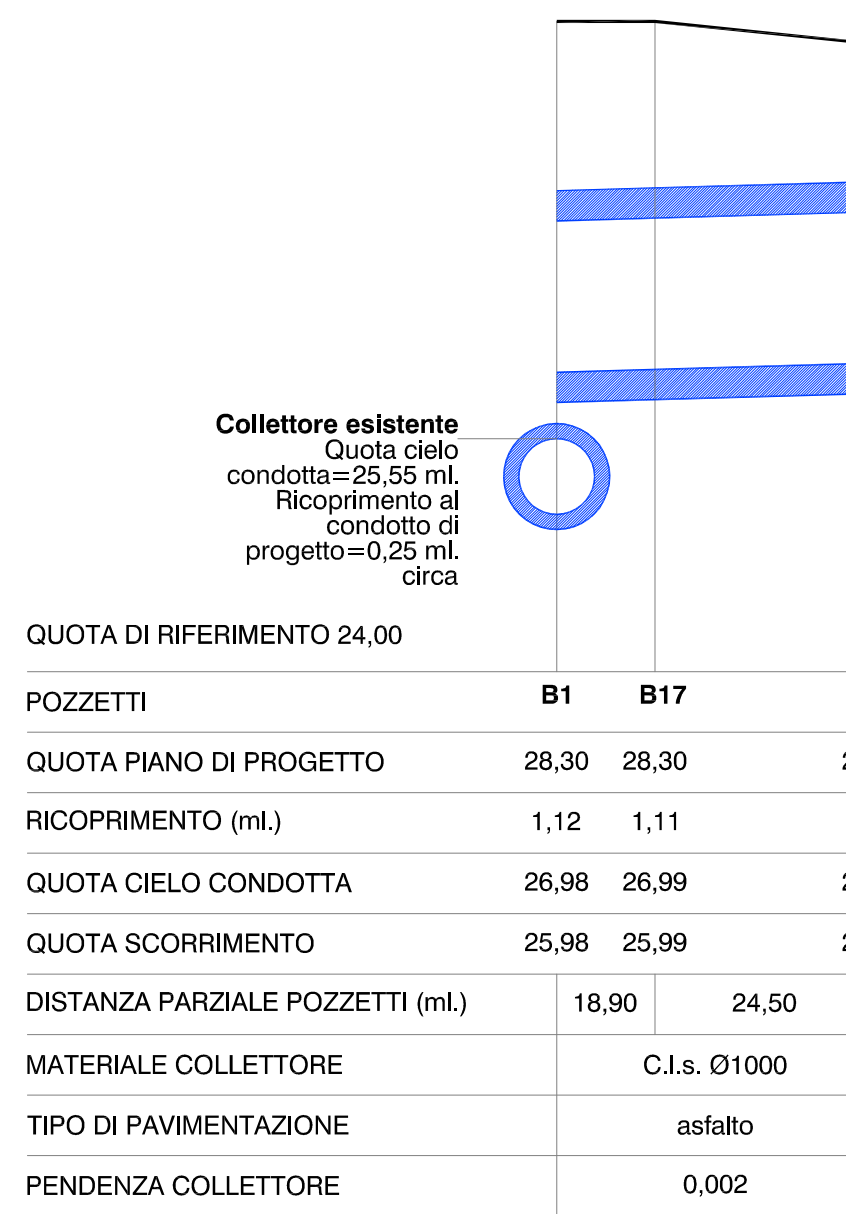 Collettore esistente
Quota cielo
condotta=25,55 ml.
Ricoprimento al
condotto di
progetto=0,25 ml.
circa
QUOTA DI RIFERIMENTO 24,00
POZZETTI B1 B17
QUOTA PIANO DI PROGETTO 28,30 28,30
RICOPRIMENTO (ml.) 1,12 1,11
QUOTA CIELO CONDOTTA 26,98 26,99
QUOTA SCORRIMENTO 25,98 25,99
DISTANZA PARZIALE POZZETTI (ml.) 18,90 24,50
MATERIALE COLLETTORE C.l.s. Ø1000
TIPO DI PAVIMENTAZIONE asfalto
PENDENZA COLLETTORE 0,002